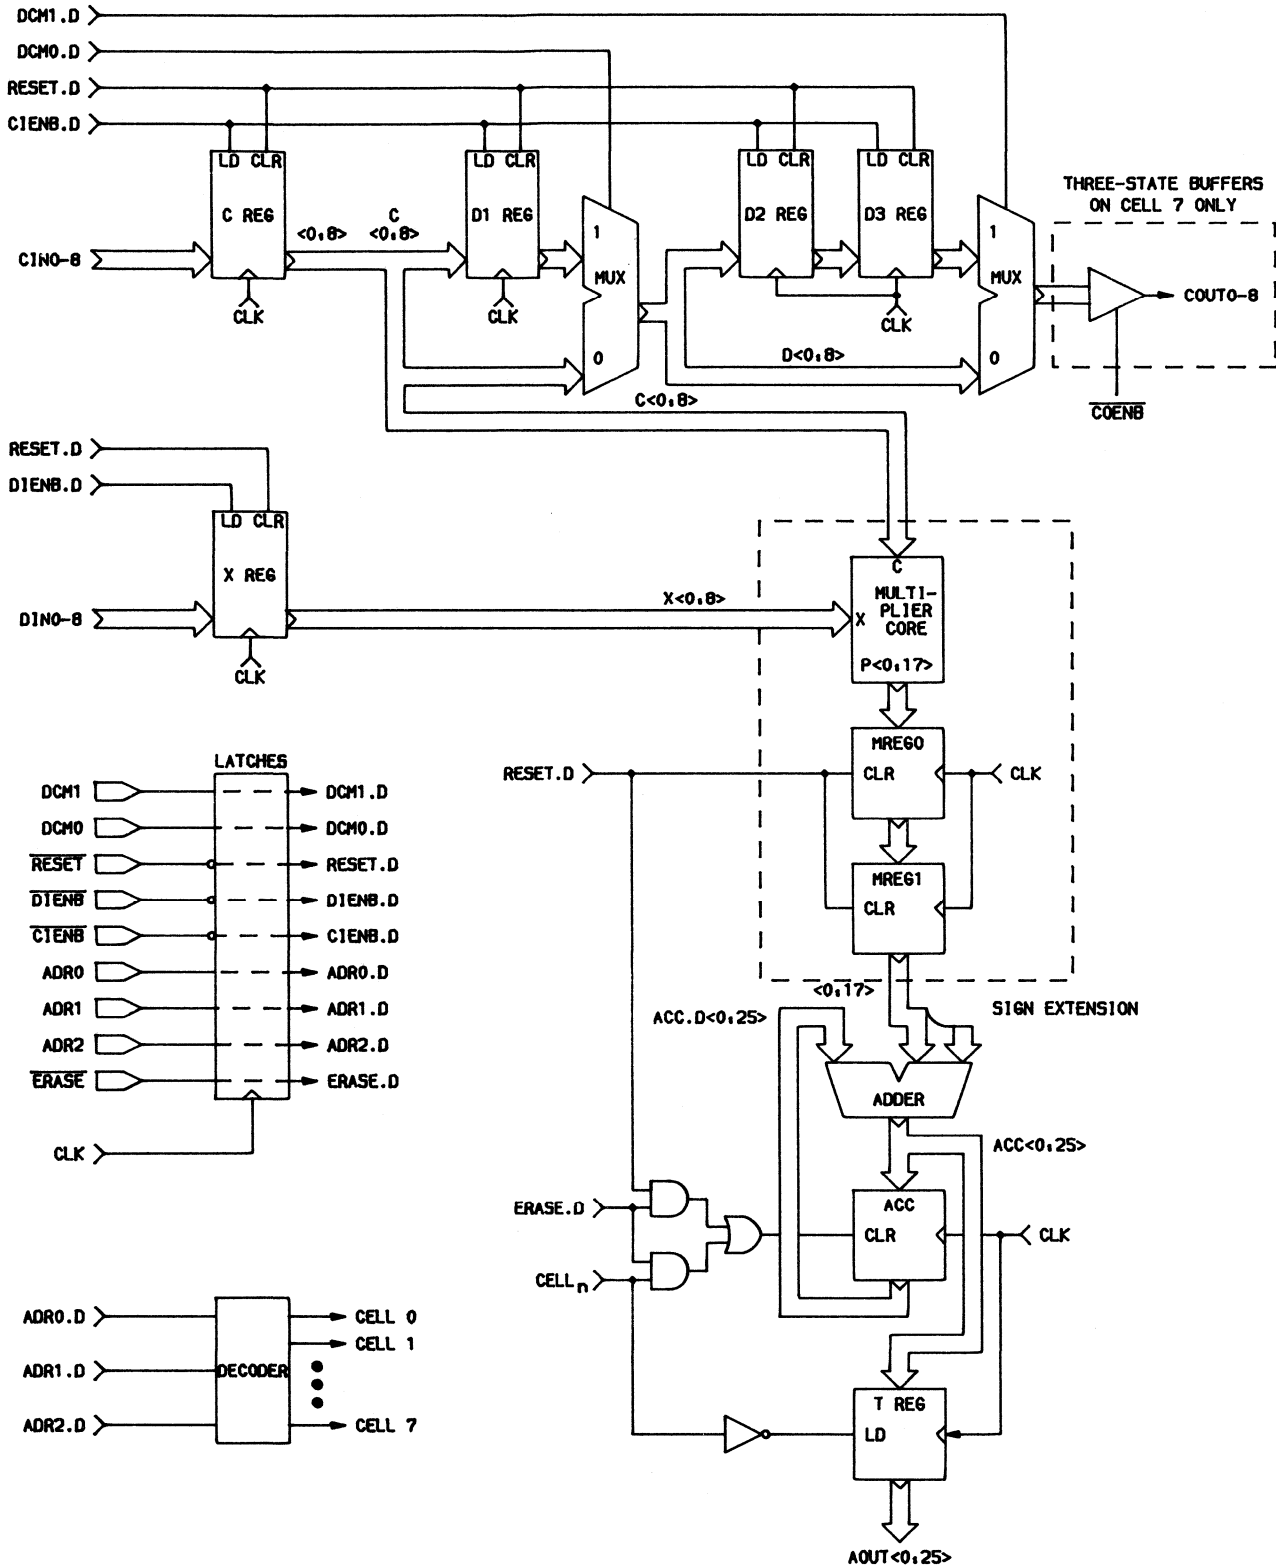 DCM1.D
DCM0.D
RESET.D
CIENB.D
LD CLR
C REG
LD CLR
D1 REG
LD CLR
D2 REG
LD CLR
D3 REG
THREE-STATE BUFFERS
ON CELL 7 ONLY
CIN0-8
<0:8>
C
<0:8>
1
MUX
0
1
MUX
0
COUT0-8
CLK
CLK
CLK
D<0:8>
C<0:8>
COENB
RESET.D
DIENB.D
LD CLR
X REG
DIN0-8
CLK
X<0:8>
C
X
MULTI-
PLIER
CORE
P<0:17>
LATCHES
DCM1
DCM1.D
DCM0
DCM0.D
RESET
RESET.D
DIENB
DIENB.D
CIENB
CIENB.D
ADR0
ADR0.D
ADR1
ADR1.D
ADR2
ADR2.D
ERASE
ERASE.D
CLK
RESET.D
MREG0
CLR
CLK
MREG1
CLR
<0:17>
SIGN EXTENSION
ACC.D<0:25>
ADDER
ACC<0:25>
ERASE.D
ACC
CLR
CLK
CELLn
ADR0.D
CELL 0
CELL 1
ADR1.D
DECODER
ADR2.D
CELL 7
T REG
LD
AOUT<0:25>